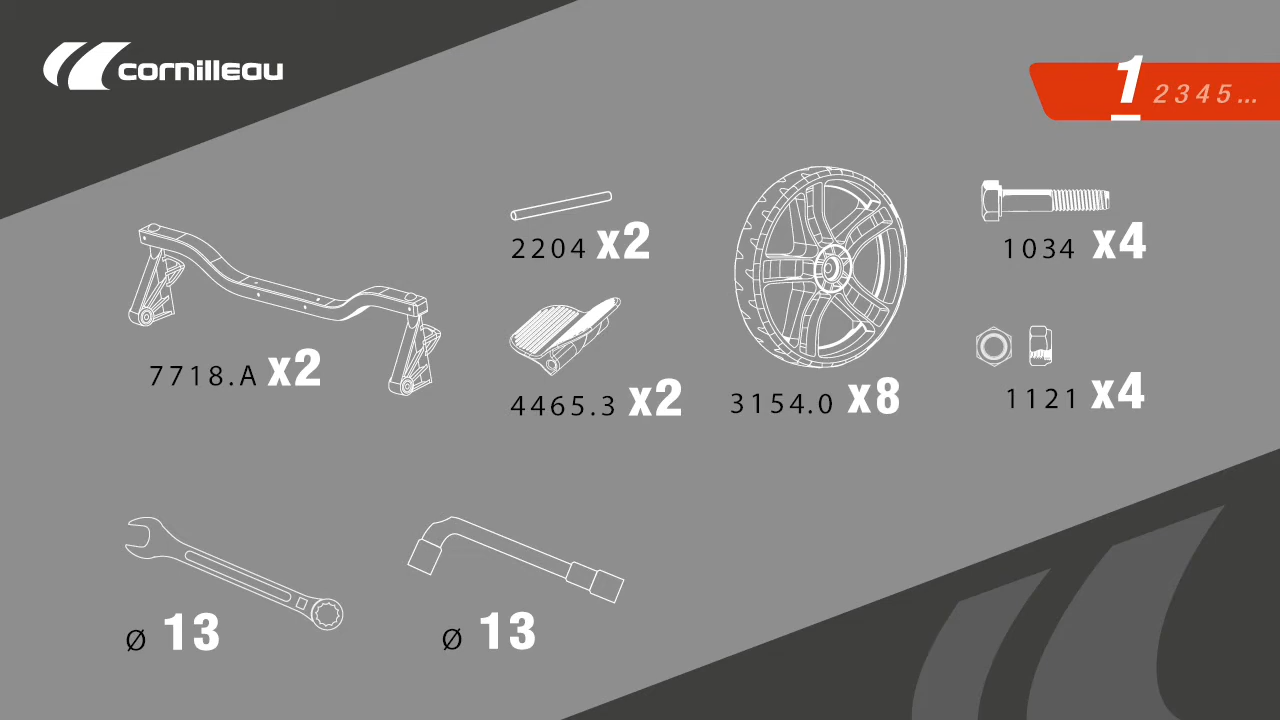 cornilleau
1 2 3 4 5 ...
2204 x2
1034 x4
7718.A x2
4465.3 x2
3154.0 x8
1121 x4
Ø 13
Ø 13